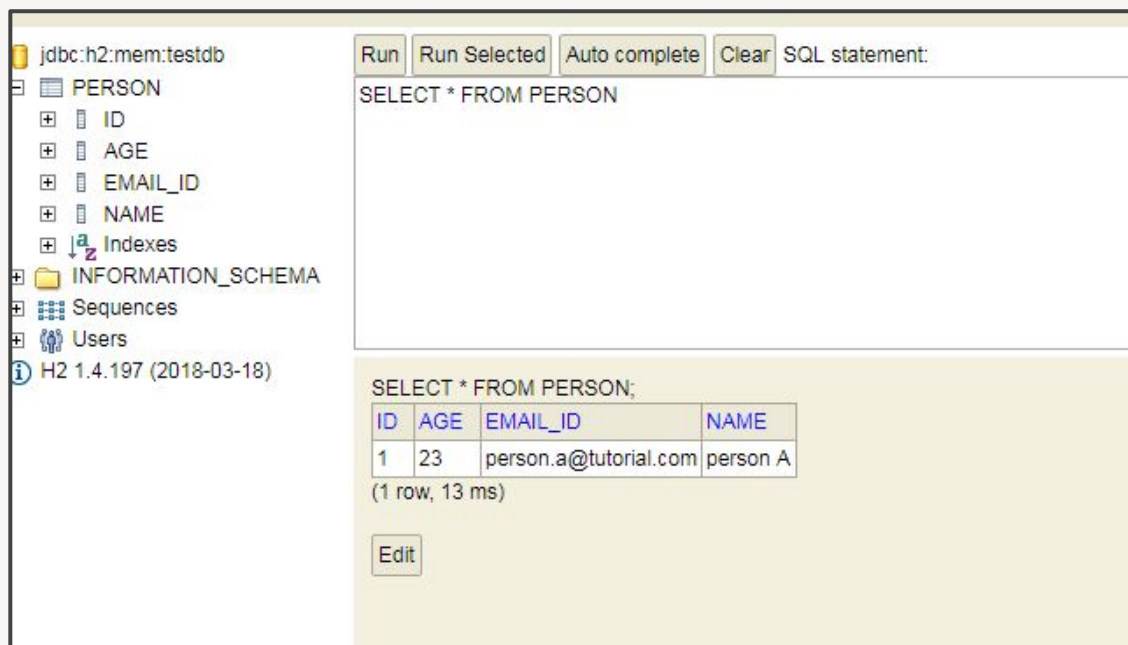 jdbc:h2:mem:testdb
PERSON
ID
AGE
EMAIL_ID
NAME
Indexes
INFORMATION_SCHEMA
Sequences
Users
H2 1.4.197 (2018-03-18)
Run Run Selected Auto complete Clear SQL statement:
SELECT * FROM PERSON
SELECT * FROM PERSON;
ID AGE EMAIL_ID NAME
1 23 person.a@tutorial.com person A
(1 row, 13 ms)
Edit